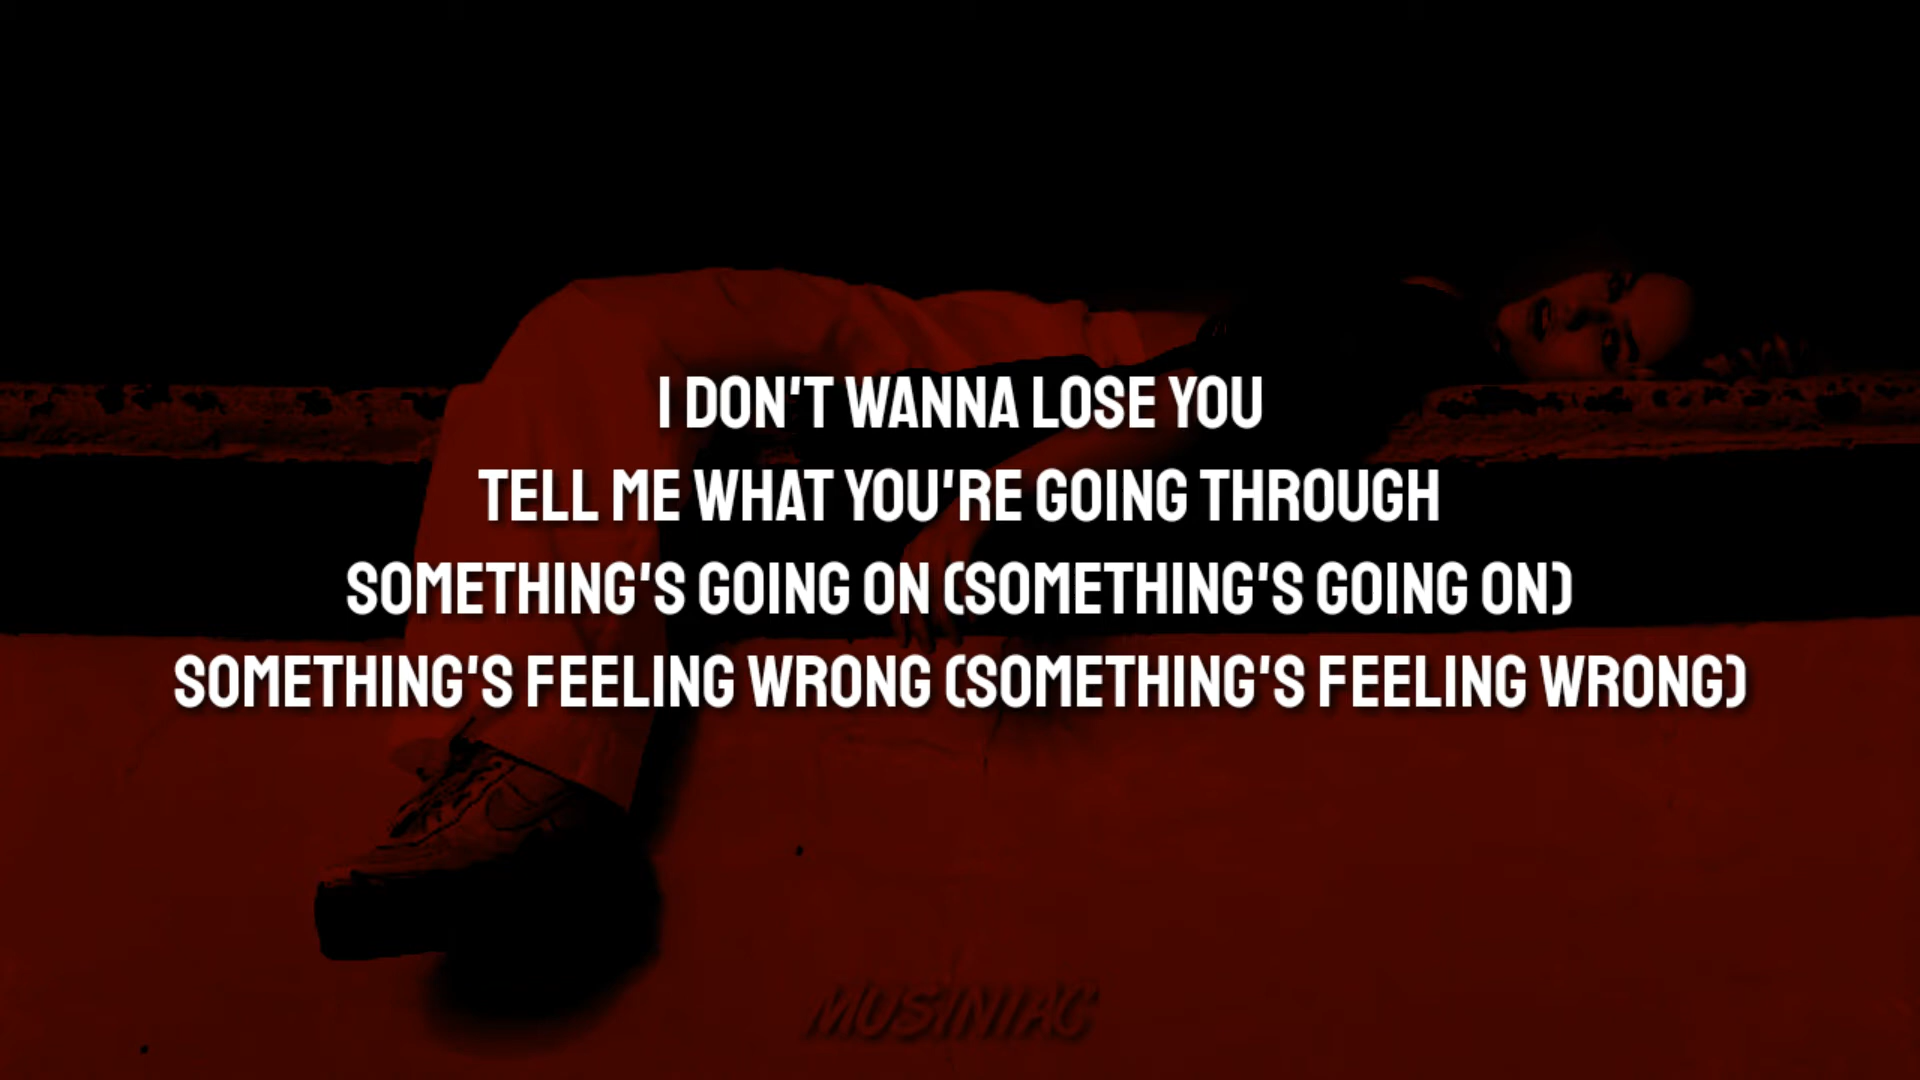 I DON'T WANNA LOSE YOU
TELL ME WHAT YOU'RE GOING THROUGH
SOMETHING'S GOING ON (SOMETHING'S GOING ON)
SOMETHING'S FEELING WRONG (SOMETHING'S FEELING WRONG)
MUSINIAC